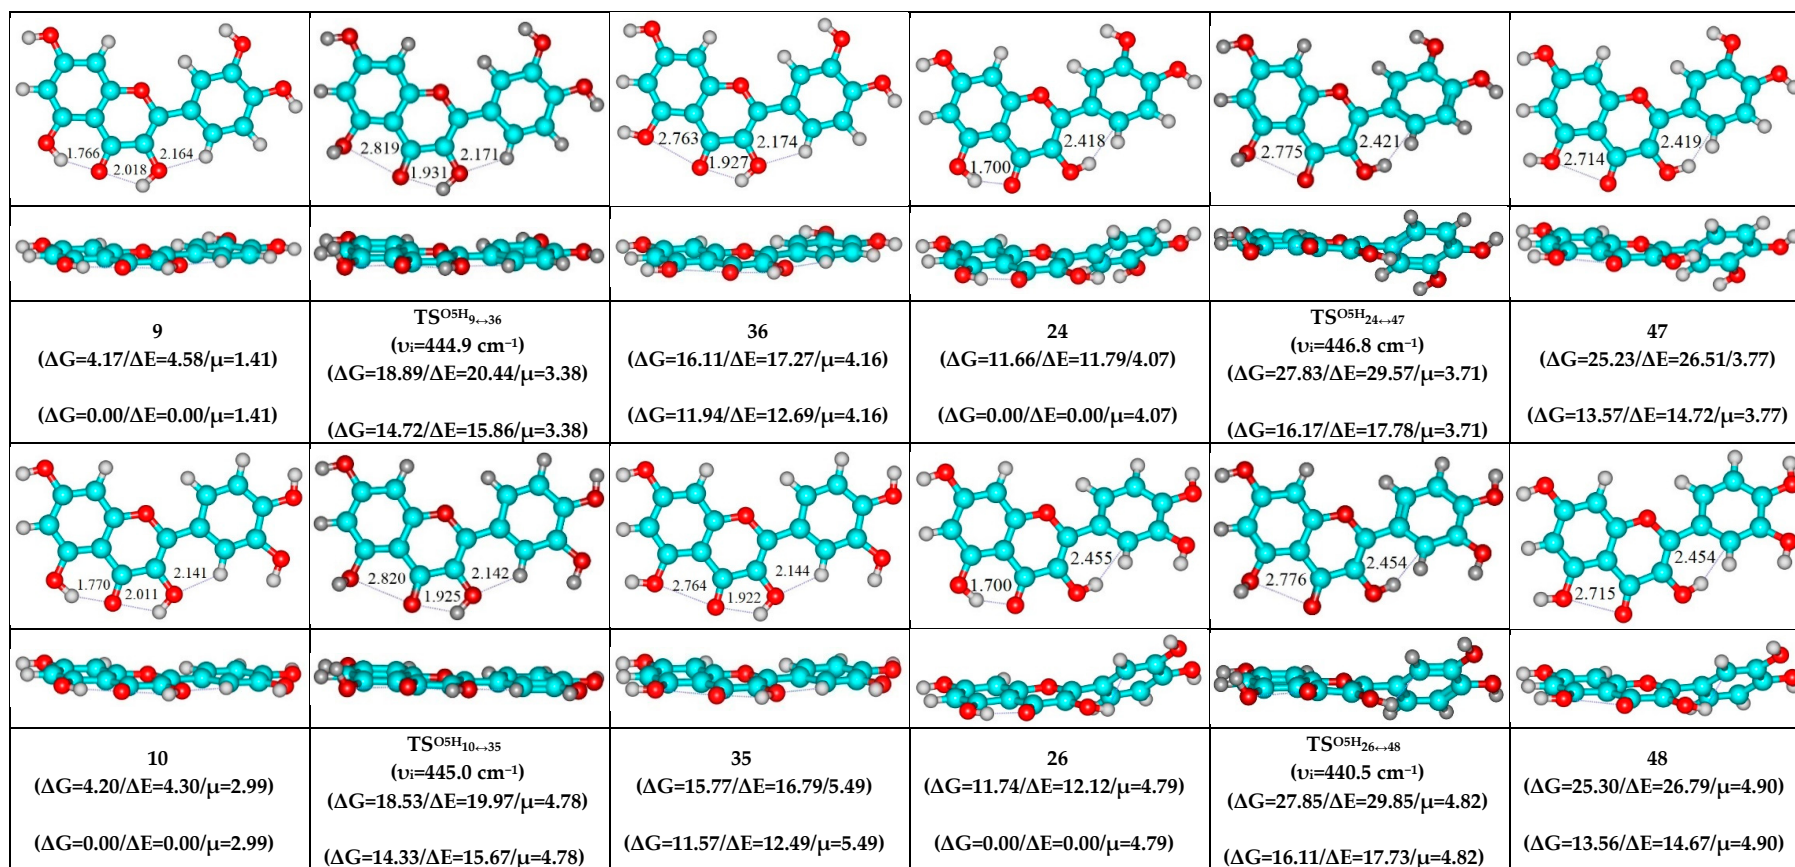 1.766 2.018 2.164
2.819 1.931 2.171
2.763 1.927 2.174
1.700 2.418
2.775 2.421
2.714 2.419
9
(ΔG=4.17/ΔE=4.58/μ=1.41)
(ΔG=0.00/ΔE=0.00/μ=1.41)
TS^O5H_9↔36
(υi=444.9 cm⁻¹)
(ΔG=18.89/ΔE=20.44/μ=3.38)
(ΔG=14.72/ΔE=15.86/μ=3.38)
36
(ΔG=16.11/ΔE=17.27/μ=4.16)
(ΔG=11.94/ΔE=12.69/μ=4.16)
24
(ΔG=11.66/ΔE=11.79/4.07)
(ΔG=0.00/ΔE=0.00/μ=4.07)
TS^O5H_24↔47
(υi=446.8 cm⁻¹)
(ΔG=27.83/ΔE=29.57/μ=3.71)
(ΔG=16.17/ΔE=17.78/μ=3.71)
47
(ΔG=25.23/ΔE=26.51/3.77)
(ΔG=13.57/ΔE=14.72/μ=3.77)
1.770 2.011 2.141
2.820 1.925 2.142
2.764 1.922 2.144
1.700 2.455
2.776 2.454
2.715 2.454
10
(ΔG=4.20/ΔE=4.30/μ=2.99)
(ΔG=0.00/ΔE=0.00/μ=2.99)
TS^O5H_10↔35
(υi=445.0 cm⁻¹)
(ΔG=18.53/ΔE=19.97/μ=4.78)
(ΔG=14.33/ΔE=15.67/μ=4.78)
35
(ΔG=15.77/ΔE=16.79/5.49)
(ΔG=11.57/ΔE=12.49/μ=5.49)
26
(ΔG=11.74/ΔE=12.12/μ=4.79)
(ΔG=0.00/ΔE=0.00/μ=4.79)
TS^O5H_26↔48
(υi=440.5 cm⁻¹)
(ΔG=27.85/ΔE=29.85/μ=4.82)
(ΔG=16.11/ΔE=17.73/μ=4.82)
48
(ΔG=25.30/ΔE=26.79/μ=4.90)
(ΔG=13.56/ΔE=14.67/μ=4.90)